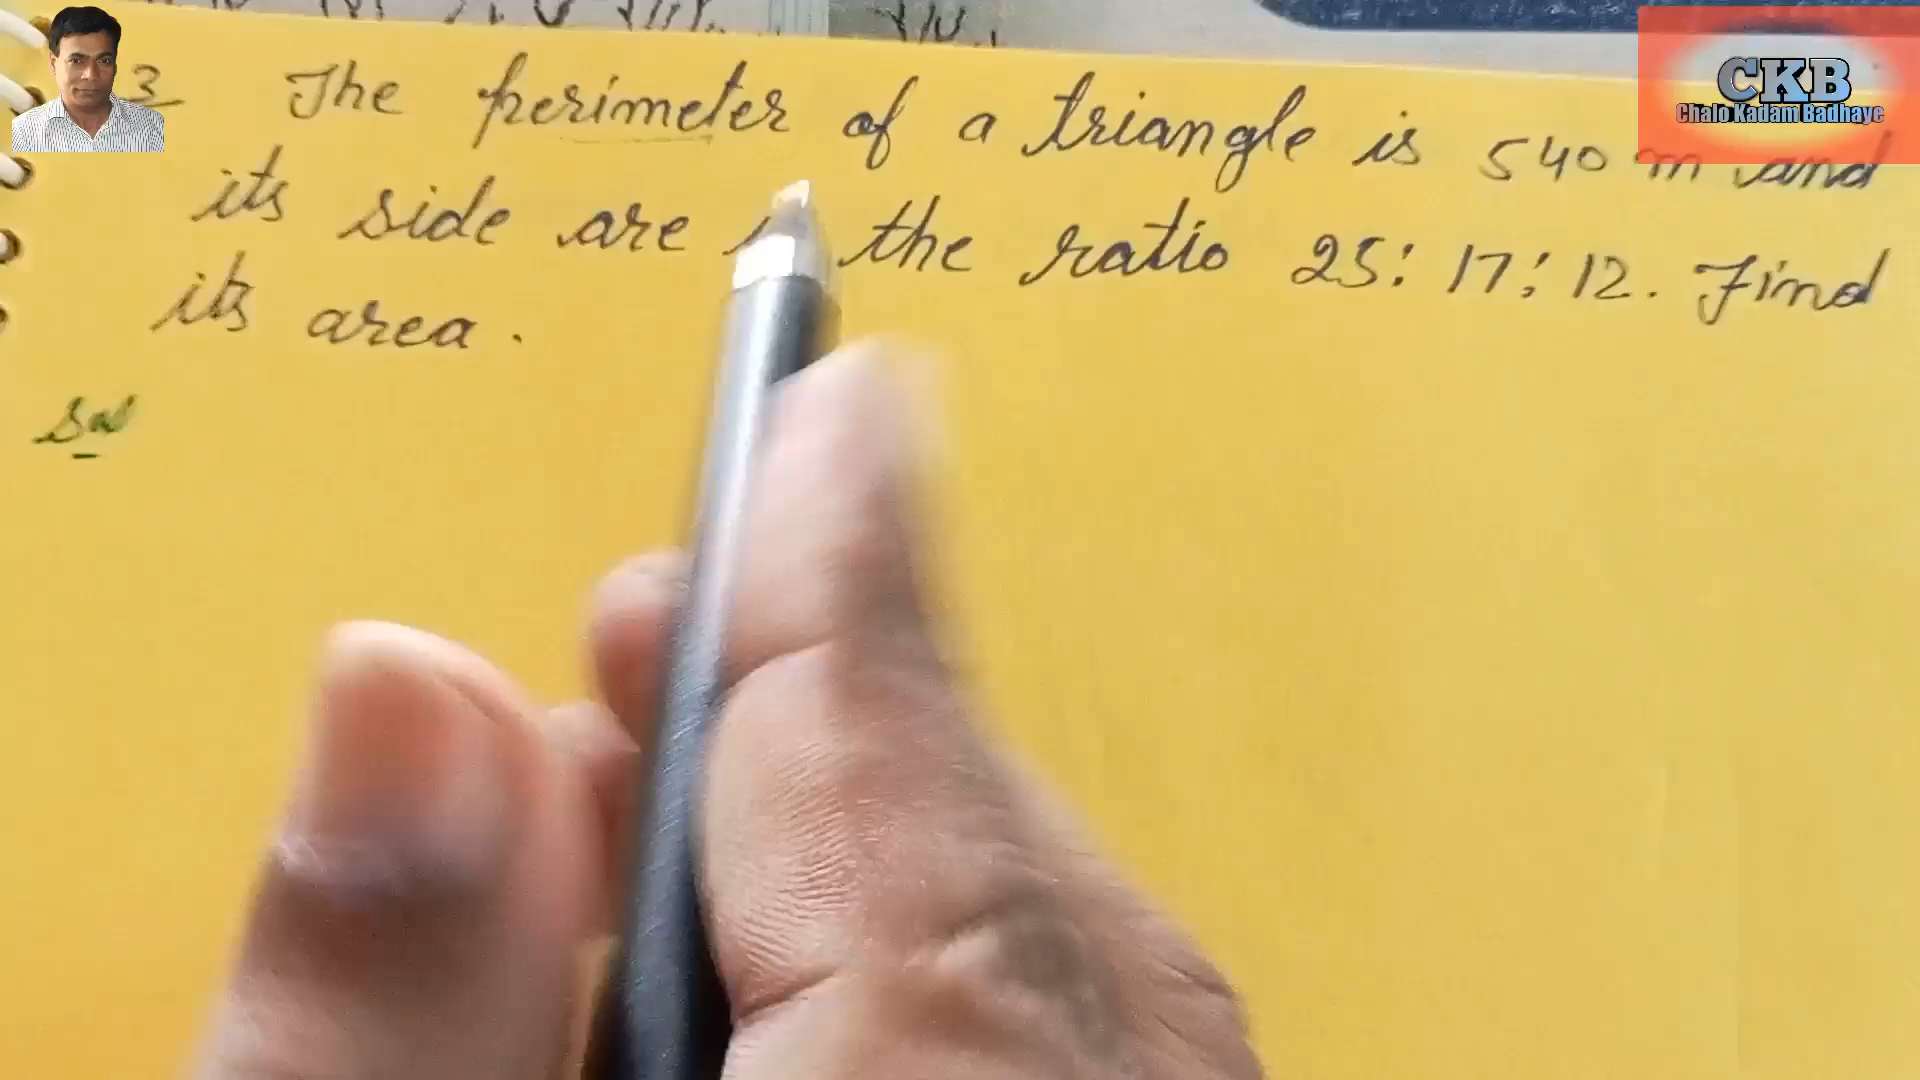 3 The perimeter of a triangle is 540 m and
its side are the ratio 25: 17: 12. Find
its area.
Sol
CKB
Chalo Kadam Badhaye